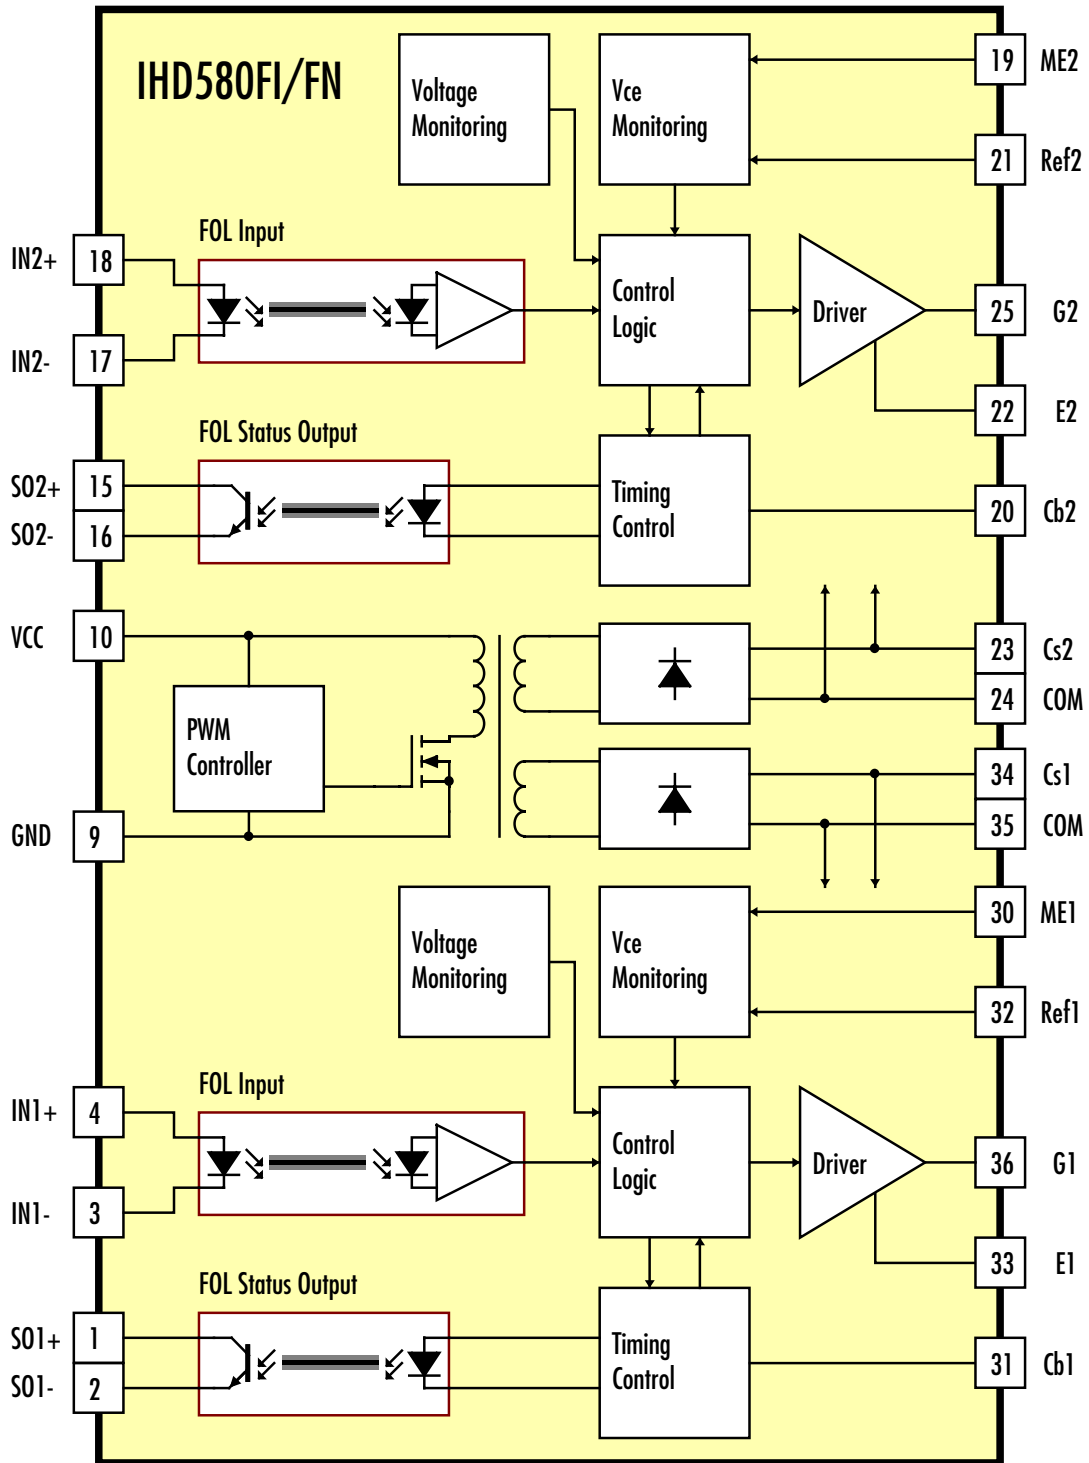 IHD580FI/FN
Voltage
Monitoring
Vce
Monitoring
19 ME2
21 Ref2
FOL Input
IN2+ 18
IN2- 17
Control
Logic
Driver
25 G2
22 E2
FOL Status Output
SO2+ 15
SO2- 16
Timing
Control
20 Cb2
VCC 10
PWM
Controller
GND 9
23 Cs2
24 COM
34 Cs1
35 COM
Voltage
Monitoring
Vce
Monitoring
30 ME1
32 Ref1
FOL Input
IN1+ 4
IN1- 3
Control
Logic
Driver
36 G1
33 E1
FOL Status Output
SO1+ 1
SO1- 2
Timing
Control
31 Cb1